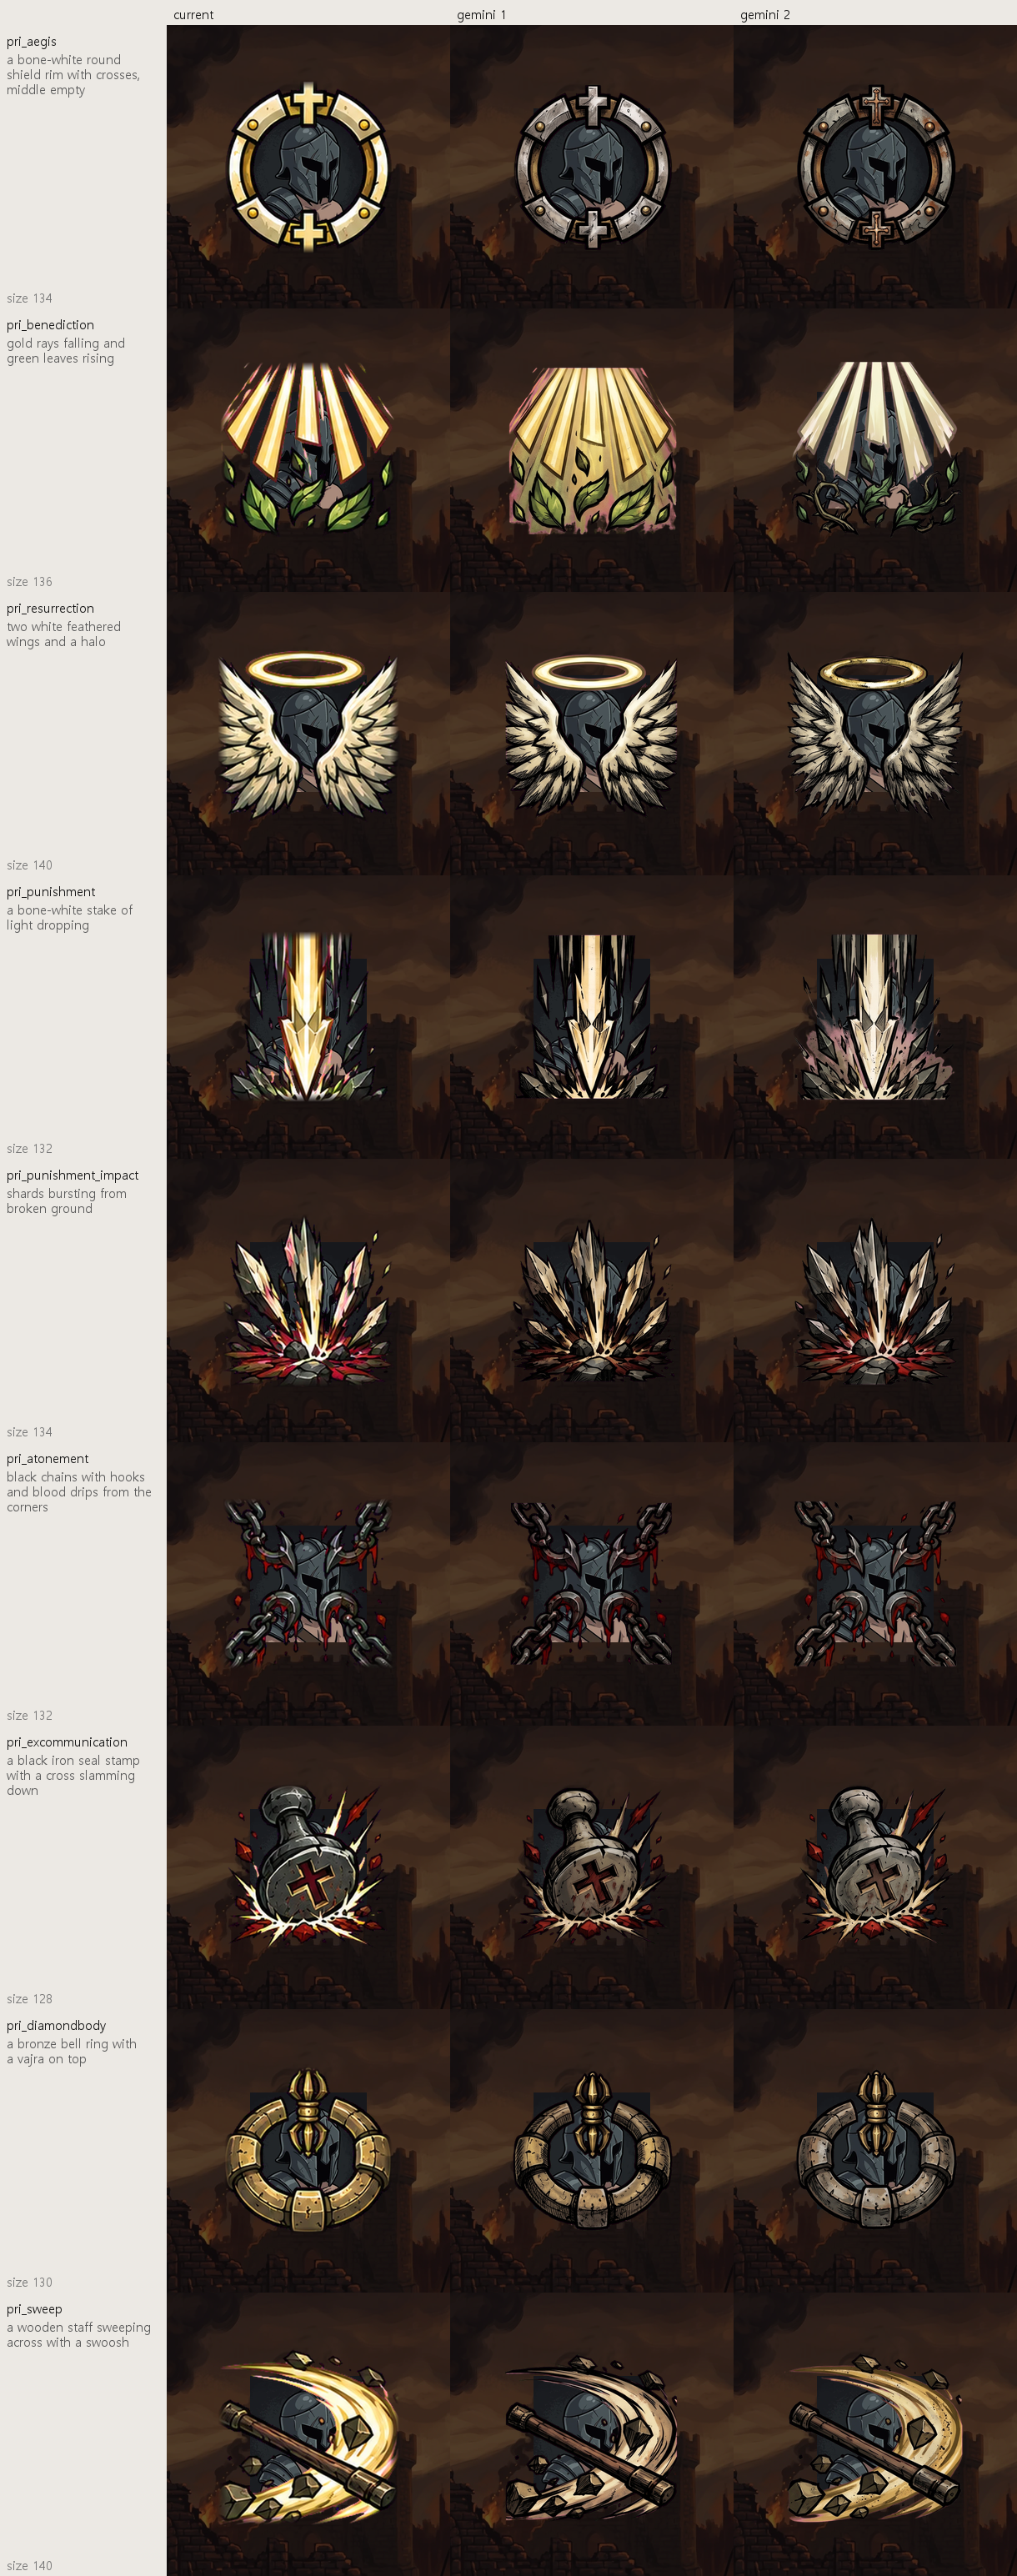 current
gemini 1
gemini 2
pri_aegis
a bone-white round
shield rim with crosses,
middle empty
size 134
pri_benediction
gold rays falling and
green leaves rising
size 136
pri_resurrection
two white feathered
wings and a halo
size 140
pri_punishment
a bone-white stake of
light dropping
size 132
pri_punishment_impact
shards bursting from
broken ground
size 134
pri_atonement
black chains with hooks
and blood drips from the
corners
size 132
pri_excommunication
a black iron seal stamp
with a cross slamming
down
size 128
pri_diamondbody
a bronze bell ring with
a vajra on top
size 130
pri_sweep
a wooden staff sweeping
across with a swoosh
size 140